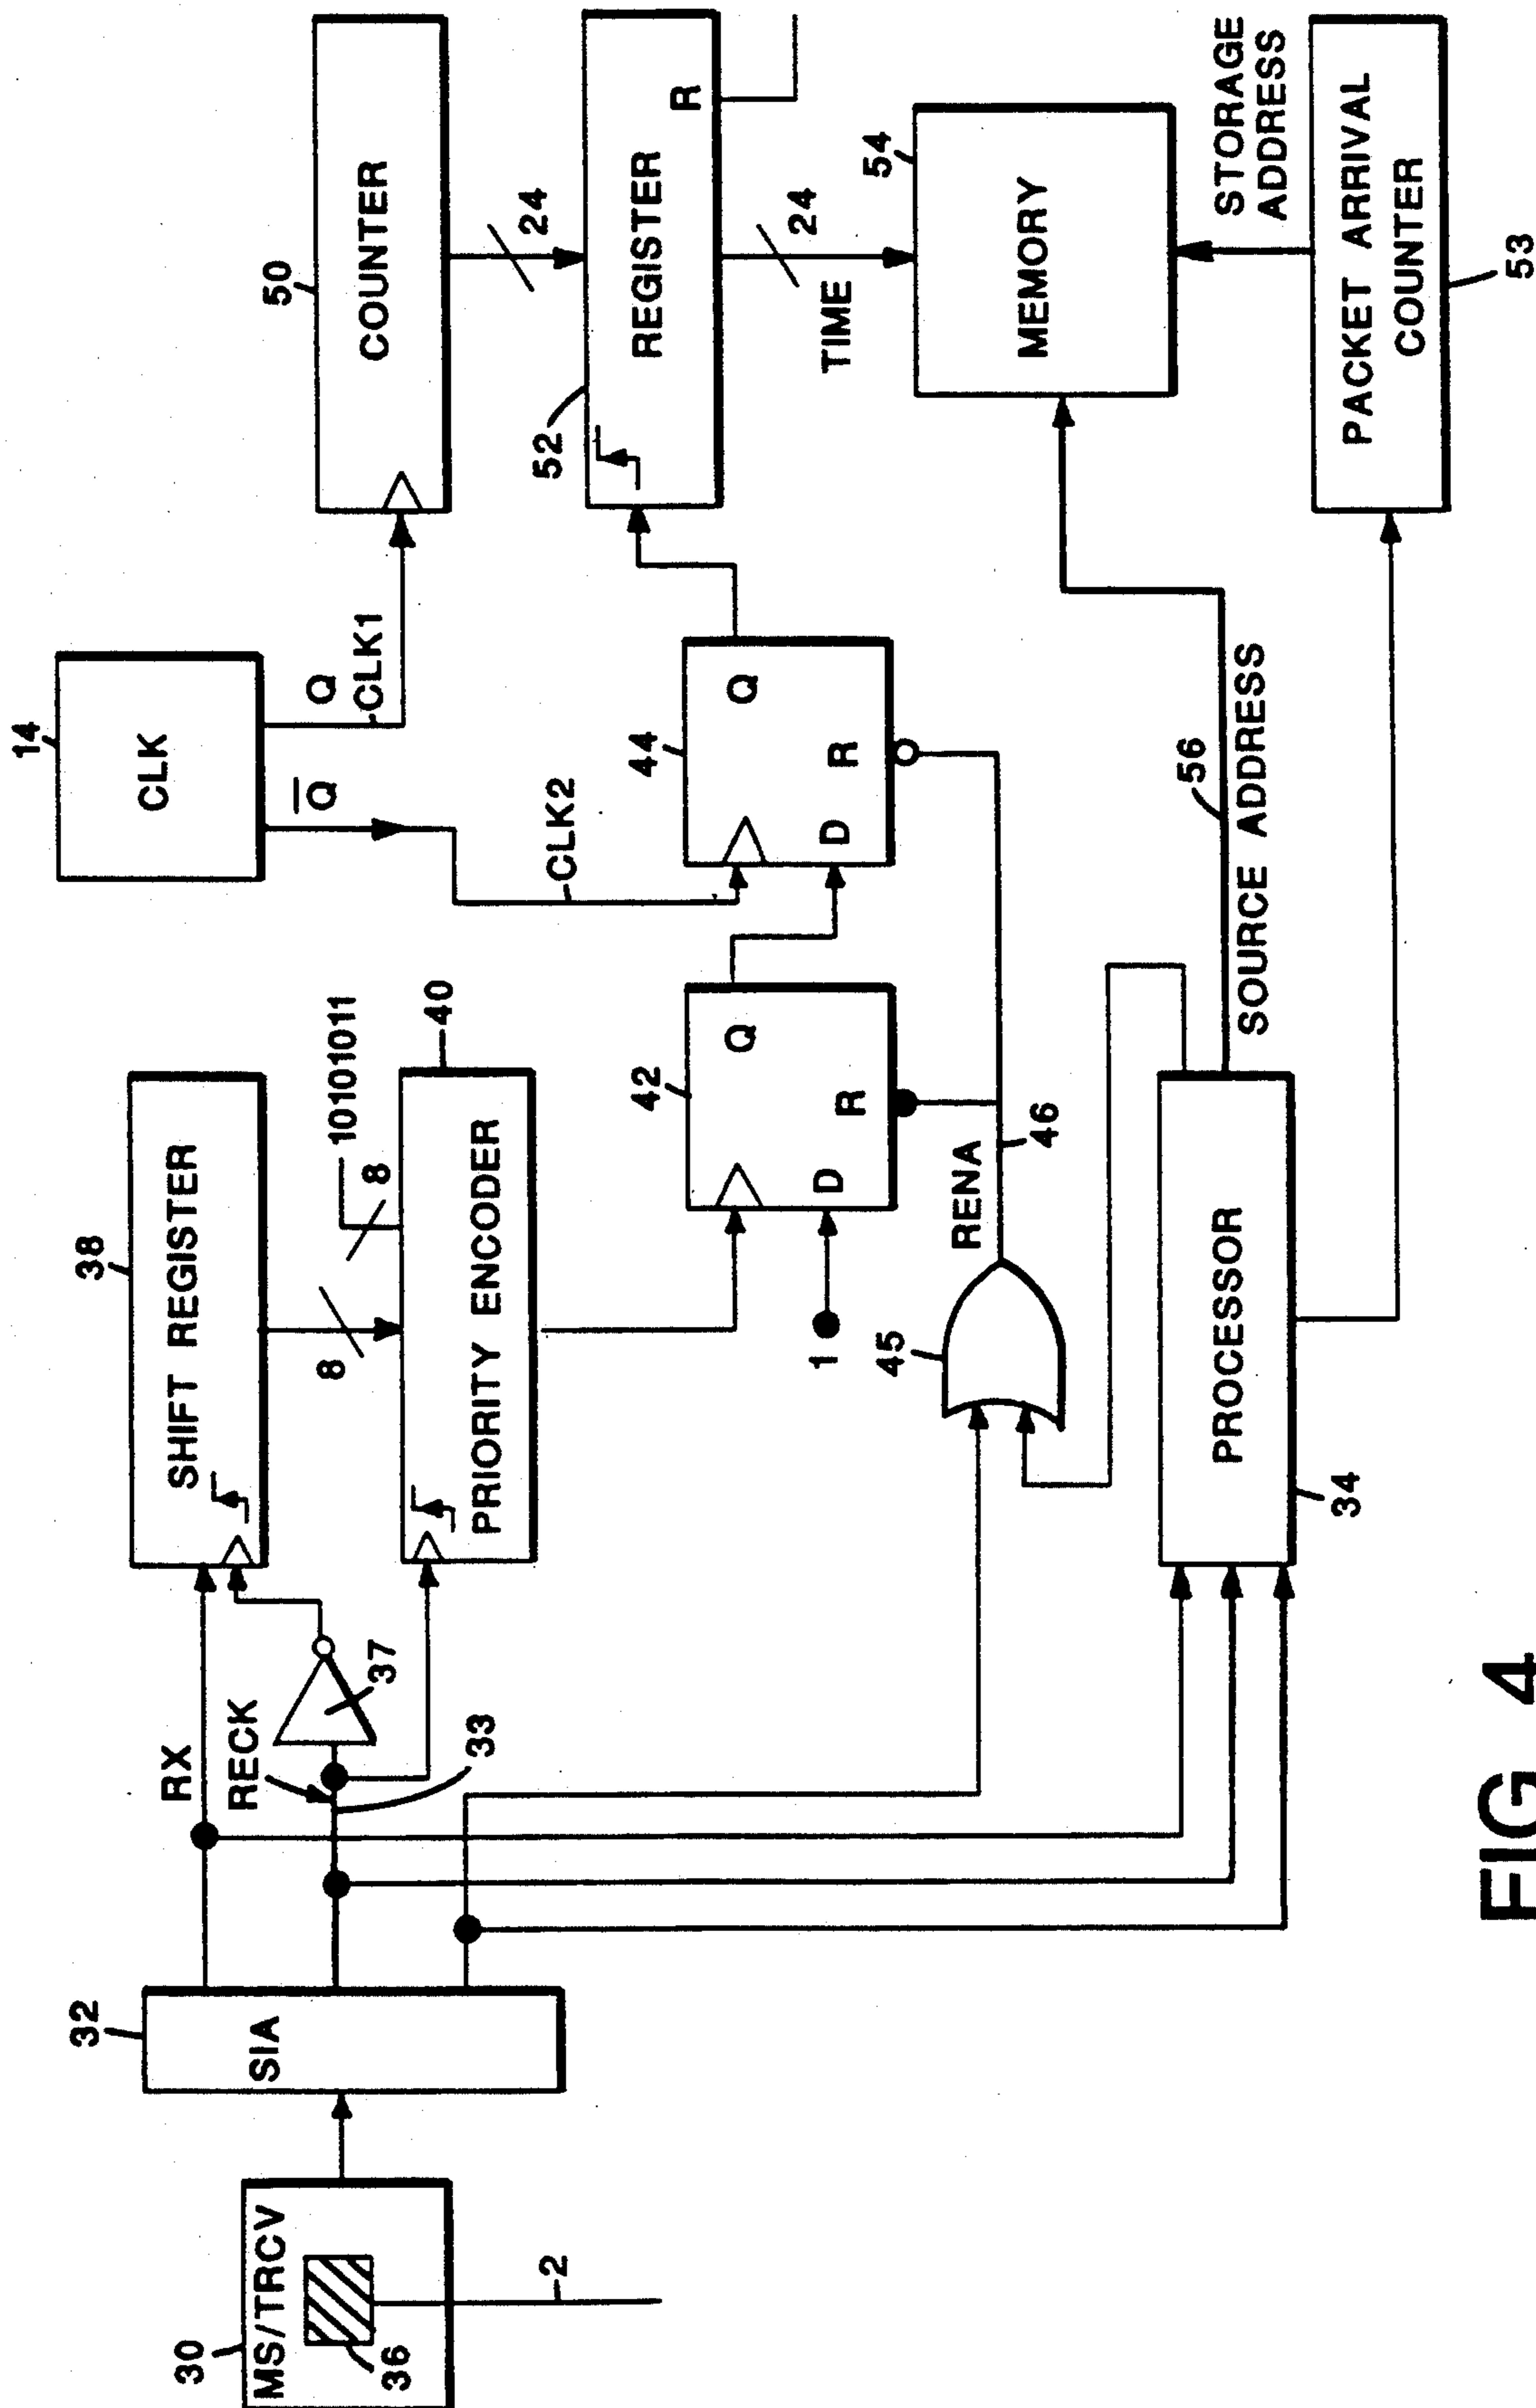 30
MS/TRCV
36
2
32
SIA
RX
RECK
33
37
38
SHIFT REGISTER
8
8
10101011
40
PRIORITY ENCODER
42
D
Q
R
1
45
RENA
46
34
PROCESSOR
14
CLK
Q
Q
CLK1
CLK2
44
D
Q
R
56
SOURCE ADDRESS
50
COUNTER
24
52
REGISTER
R
24
TIME
54
MEMORY
STORAGE
ADDRESS
PACKET ARRIVAL
COUNTER
53
FIG 4